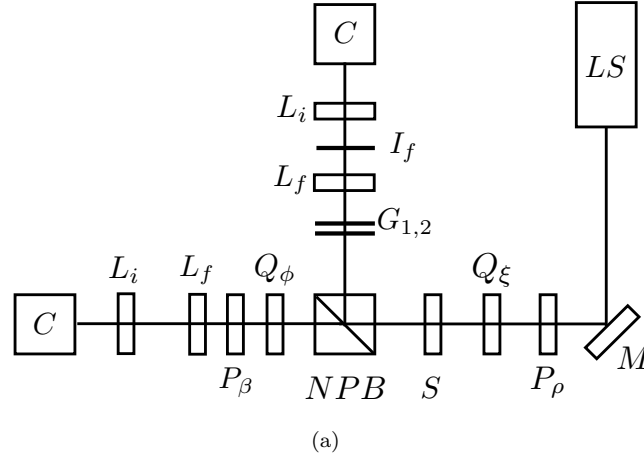 C
LS
L_i
I_f
L_f
G_{1,2}
L_i L_f Q_ϕ Q_ξ
C
P_β NPB S P_ρ M
(a)